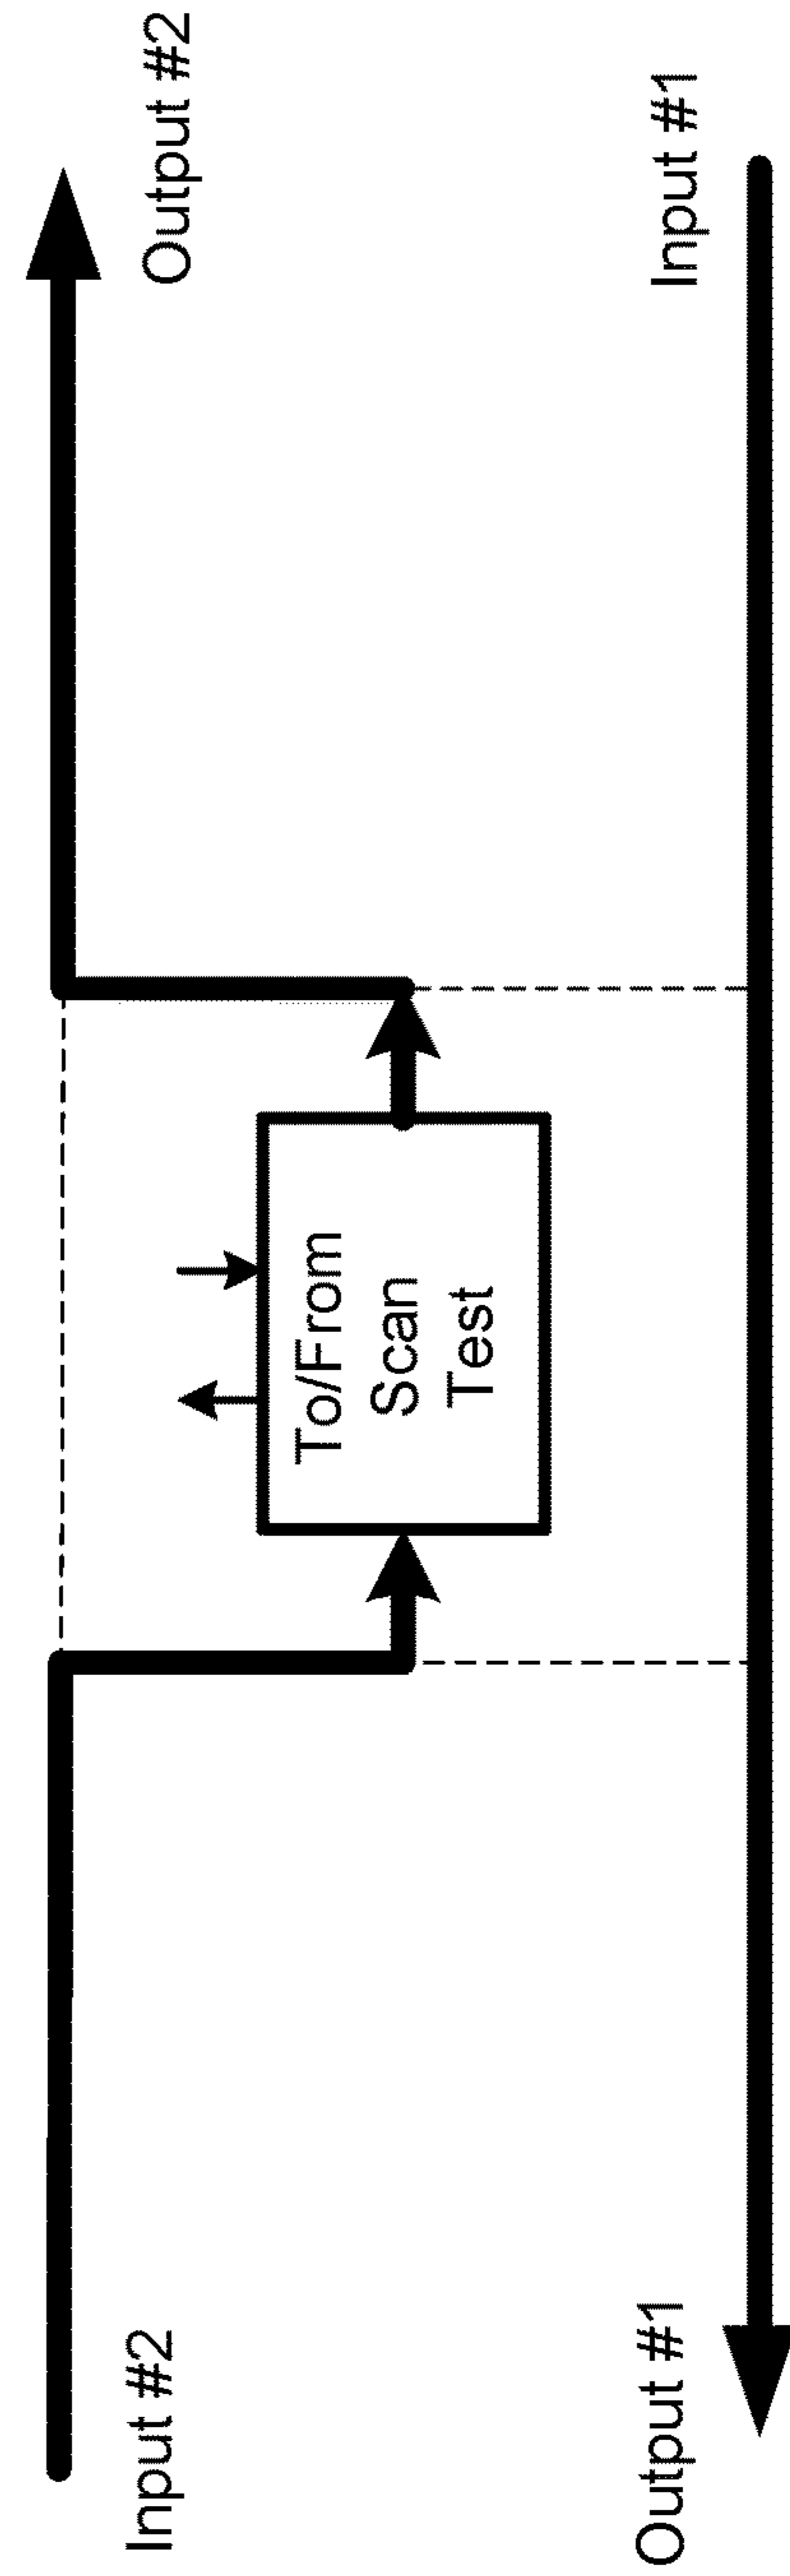 Input #2
Output #2
To/From
Scan
Test
Output #1
Input #1